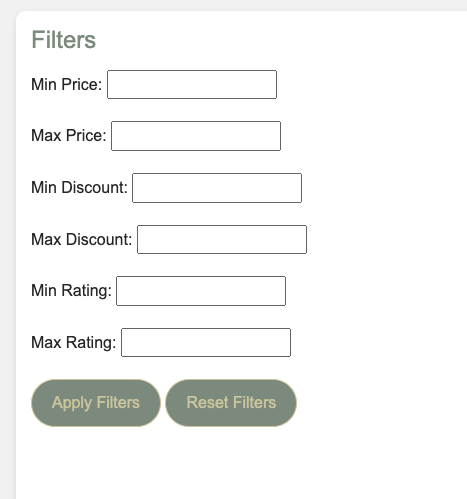 Filters
Min Price:
Max Price:
Min Discount:
Max Discount:
Min Rating:
Max Rating:
Apply Filters Reset Filters